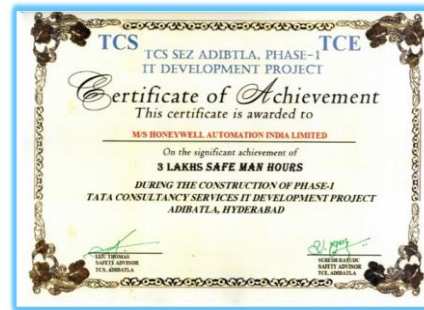 TCS TCE
TCS SEZ ADIBTLA, PHASE-1
IT DEVELOPMENT PROJECT
Certificate of Achievement
This certificate is awarded to
M/S HONEYWELL AUTOMATION INDIA LIMITED
On the significant achievement of
3 LAKHS SAFE MAN HOURS
DURING THE CONSTRUCTION OF PHASE-1
TATA CONSULTANCY SERVICES IT DEVELOPMENT PROJECT
ADIBATLA, HYDERABAD
THOMAS
SAFETY ADVISOR
TCS, ADIBATLA
SAFTY ADVISOR
TCE, ADIBATLA